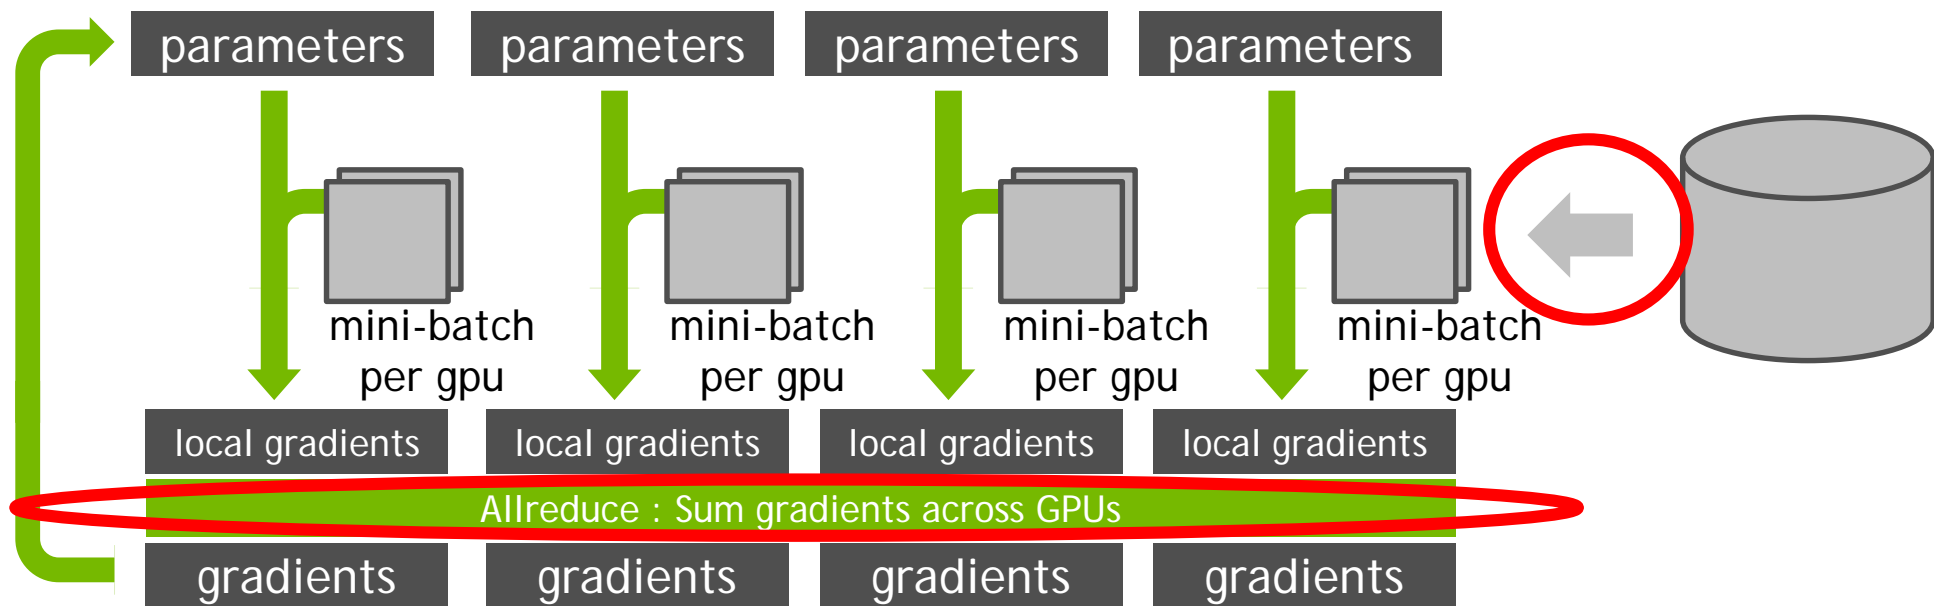 parameters
parameters
parameters
parameters
mini-batch
per gpu
mini-batch
per gpu
mini-batch
per gpu
mini-batch
per gpu
local gradients
local gradients
local gradients
local gradients
Allreduce : Sum gradients across GPUs
gradients
gradients
gradients
gradients